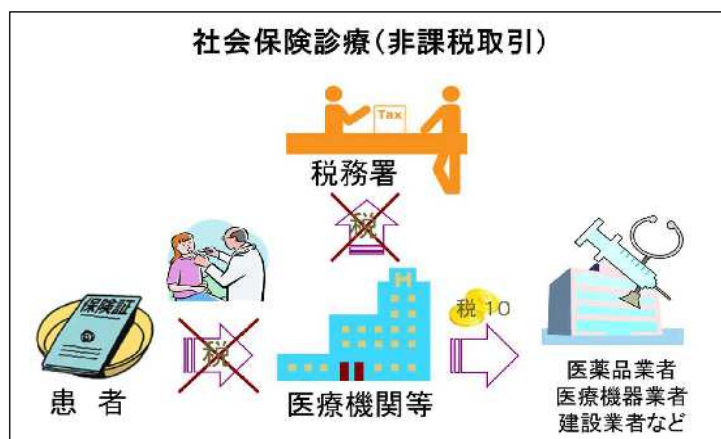 社会保険診療(非課税取引)
Tax
税務署
税
保険証
税
税 10
H
患者
医療機関等
医薬品業者
医療機器業者
建設業者など